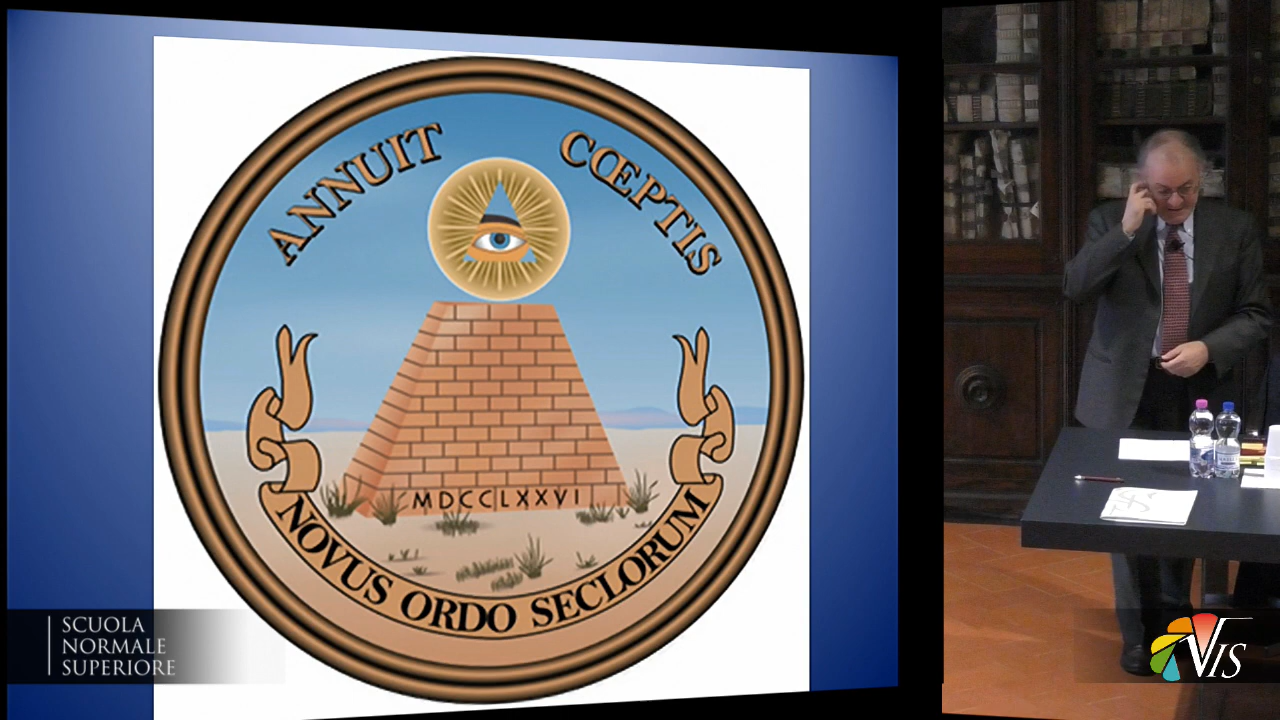 ANNUIT CŒPTIS
MDCCLXXVI
NOVUS ORDO SECLORUM
SCUOLA
NORMALE
SUPERIORE
VIS